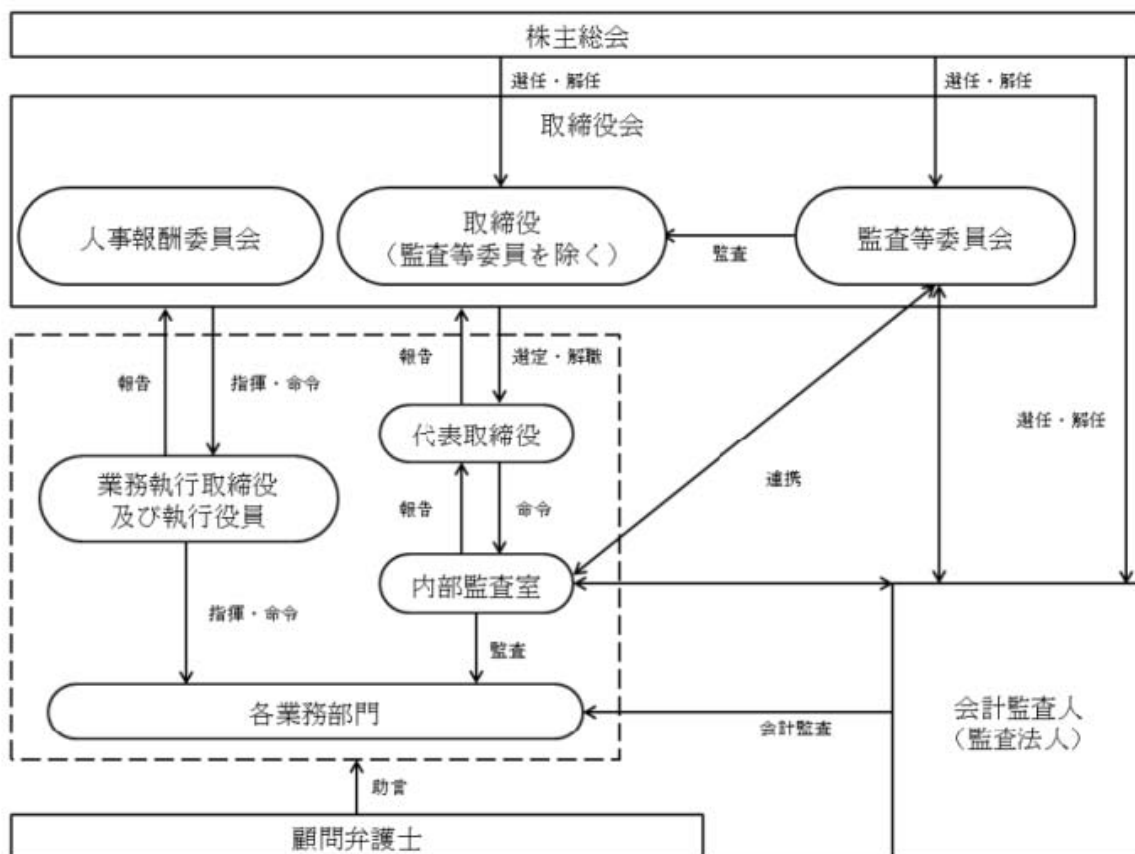 株主総会
選任・解任
選任・解任
取締役会
人事報酬委員会
取締役
（監査等委員を除く）
監査
監査等委員会
報告
指揮・命令
報告
選定・解職
代表取締役
選任・解任
業務執行取締役
及び執行役員
報告
命令
連携
内部監査室
指揮・命令
監査
各業務部門
会計監査
会計監査人
（監査法人）
助言
顧問弁護士